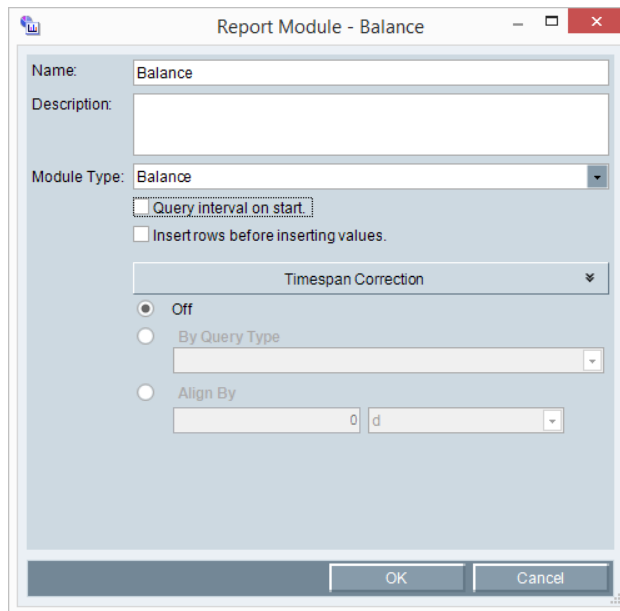 Report Module - Balance
Name: Balance
Description:
Module Type: Balance
Query interval on start.
Insert rows before inserting values.
Timespan Correction
Off
By Query Type
Align By
0 d
OK Cancel